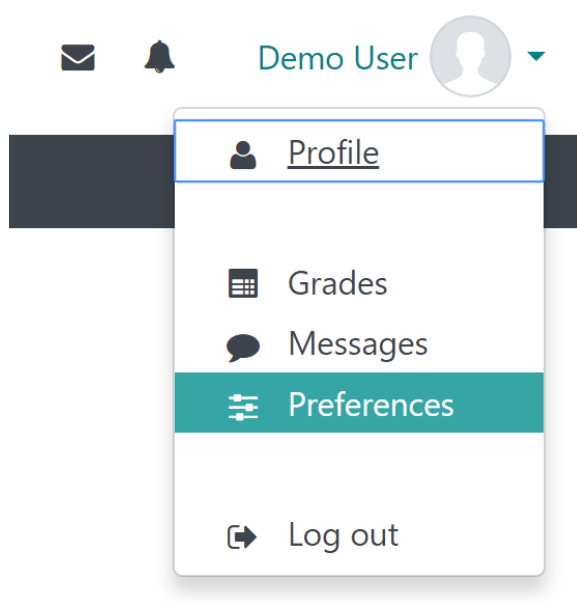 Demo User
Profile
Grades
Messages
Preferences
Log out